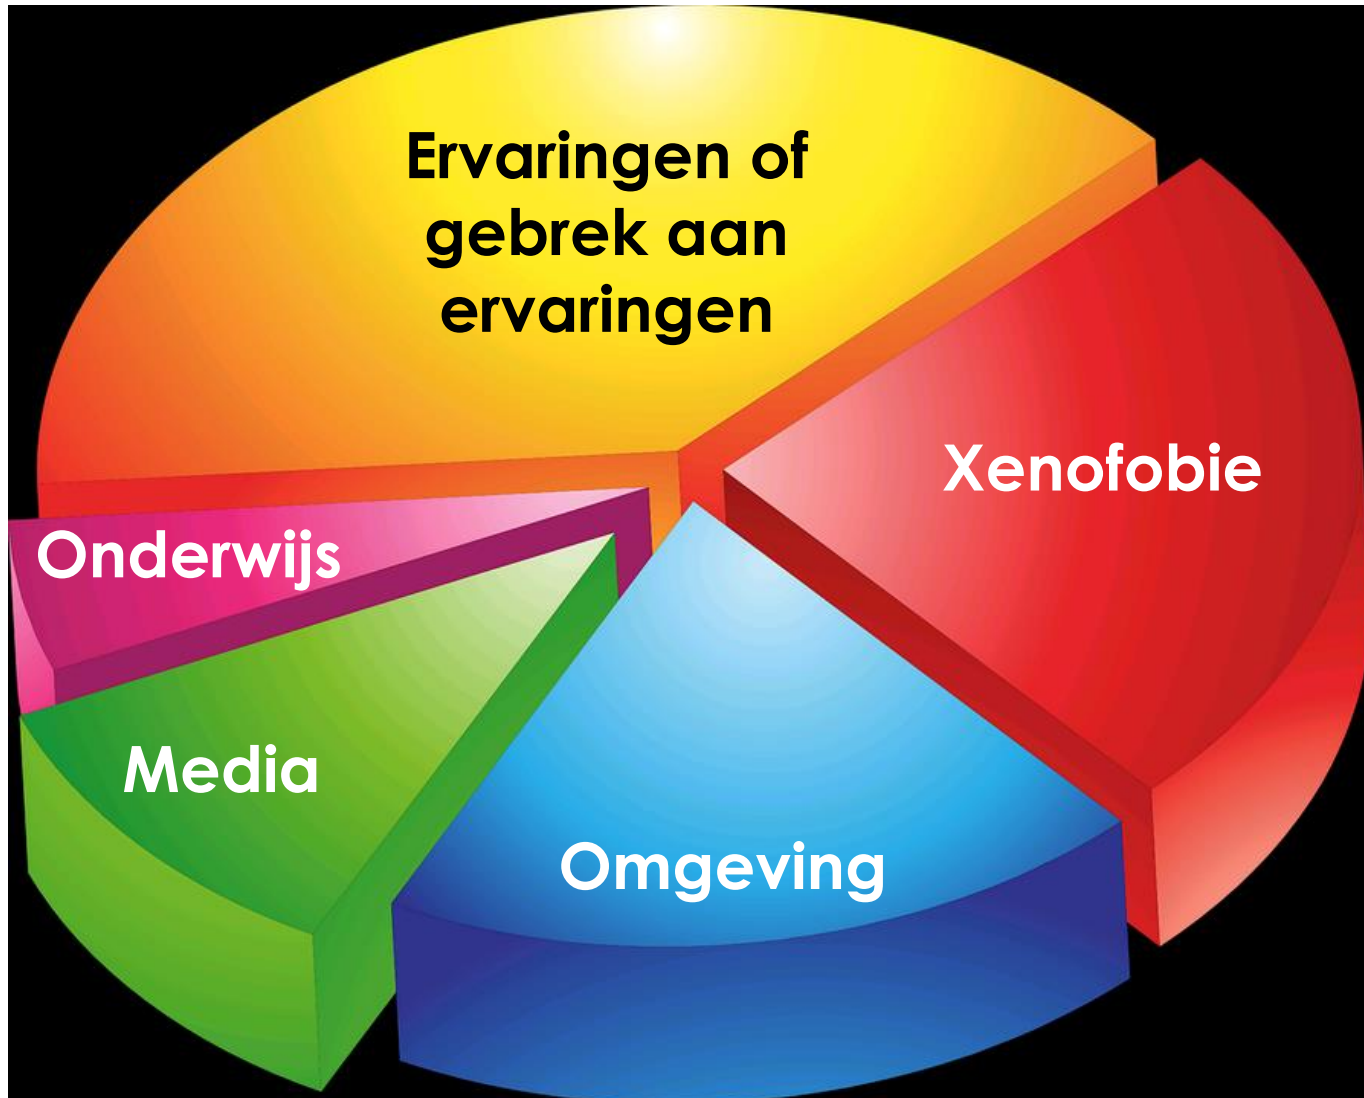 Ervaringen of
gebrek aan
ervaringen
Xenofobie
Onderwijs
Media
Omgeving